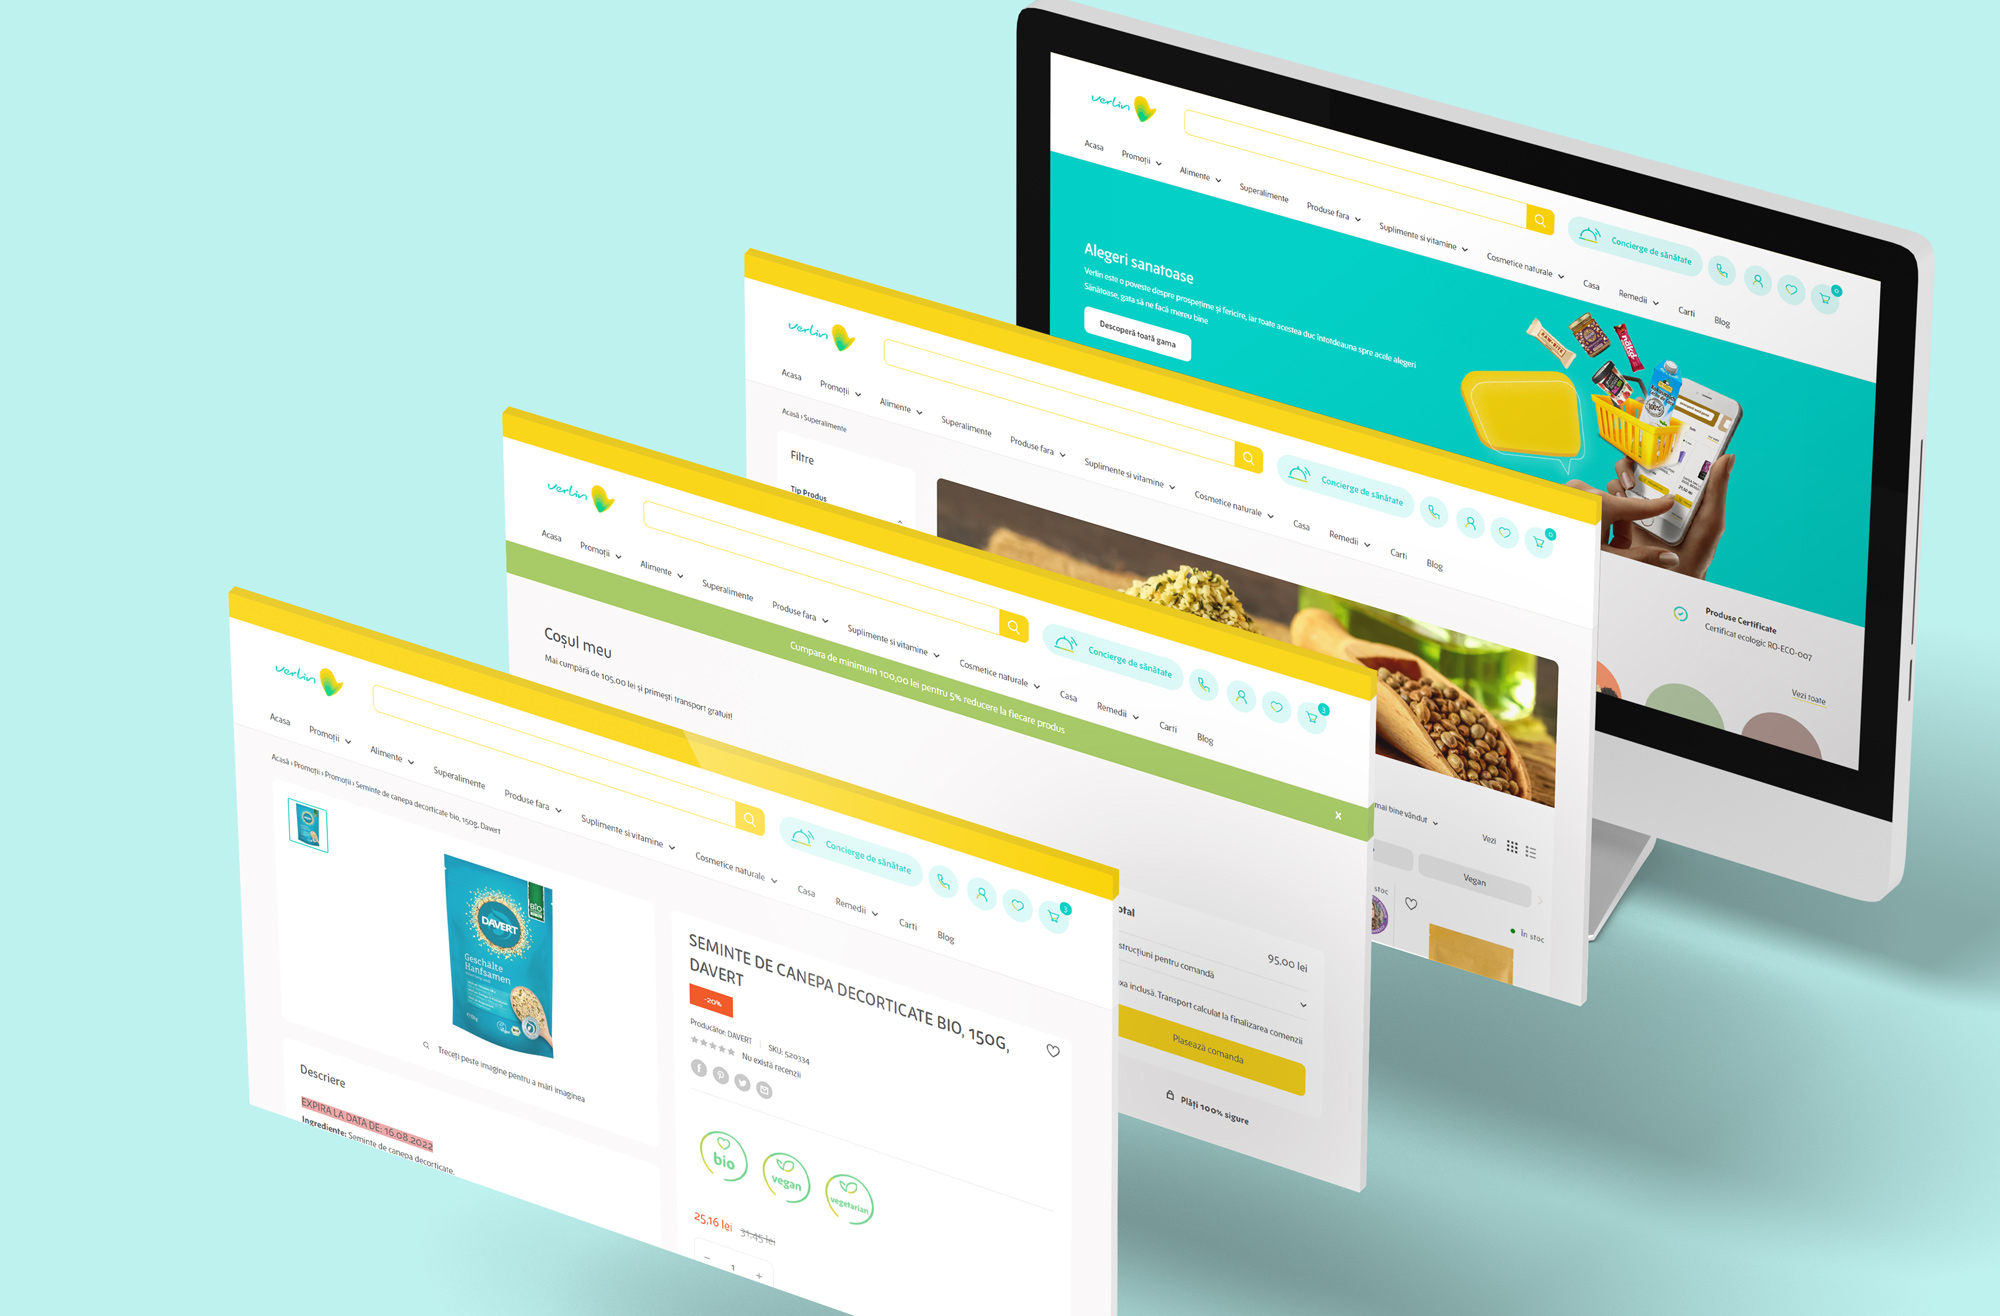 verlin
Acasa
Promoții
Alimente
Superalimente
Produse fara
Suplimente si vitamine
Cosmetice naturale
Casa
Remedii
Carti
Blog
Concierge de sănătate
0
Alegeri sanatoase
Verlin este o poveste despre prospețime și fericire, iar toate acestea duc întotdeauna spre acele alegeri
Sănătoase, gata să ne facă mereu bine
Descoperă toată gama
nakd
100%
Produse Certificate
Certificat ecologic RO-ECO-007
Vezi toate
verlin
Acasa
Promoții
Alimente
Superalimente
Produse fara
Suplimente si vitamine
Cosmetice naturale
Casa
Remedii
Carti
Blog
Concierge de sănătate
0
Acasă › Superalimente
Filtre
Tip Produs
mai bine vândut
Vezi
Vegan
stoc
În stoc
verlin
Acasa
Promoții
Alimente
Superalimente
Produse fara
Suplimente si vitamine
Cosmetice naturale
Casa
Remedii
Carti
Blog
Concierge de sănătate
3
Cumpara de minimum 100,00 lei pentru 5% reducere la fiecare produs
X
Coșul meu
Mai cumpără de 105.00 lei și primești transport gratuit!
otal
95.00 lei
strucțiuni pentru comandă
xa inclusă. Transport calculat la finalizarea comenzii
Plasează comanda
Plăți 100% sigure
verlin
Acasa
Promoții
Alimente
Superalimente
Produse fara
Suplimente si vitamine
Cosmetice naturale
Casa
Remedii
Carti
Blog
Concierge de sănătate
3
Acasă › Promoții › Promoții › Seminte de canepa decorticate bio, 150g, Davert
BIO
DAVERT
Geschälte
Hanfsamen
Treceți peste imagine pentru a mări imaginea
Descriere
EXPIRA LA DATA DE: 16.08.2022
Ingrediente: Seminte de canepa decorticate.
SEMINTE DE CANEPA DECORTICATE BIO, 150G,
DAVERT
-20%
Producător: DAVERT
SKU: 520334
Nu există recenzii
bio
vegan
vegetarian
25,16 lei
31,45 lei
1